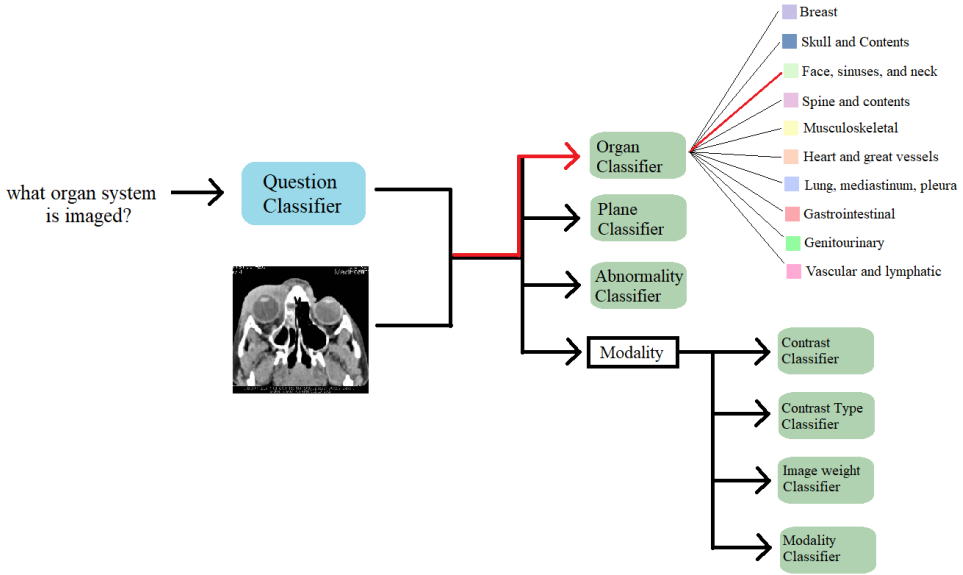 what organ system
is imaged?
Question
Classifier
Organ
Classifier
Plane
Classifier
Abnormality
Classifier
Modality
Breast
Skull and Contents
Face, sinuses, and neck
Spine and contents
Musculoskeletal
Heart and great vessels
Lung, mediastinum, pleura
Gastrointestinal
Genitourinary
Vascular and lymphatic
Contrast
Classifier
Contrast Type
Classifier
Image weight
Classifier
Modality
Classifier